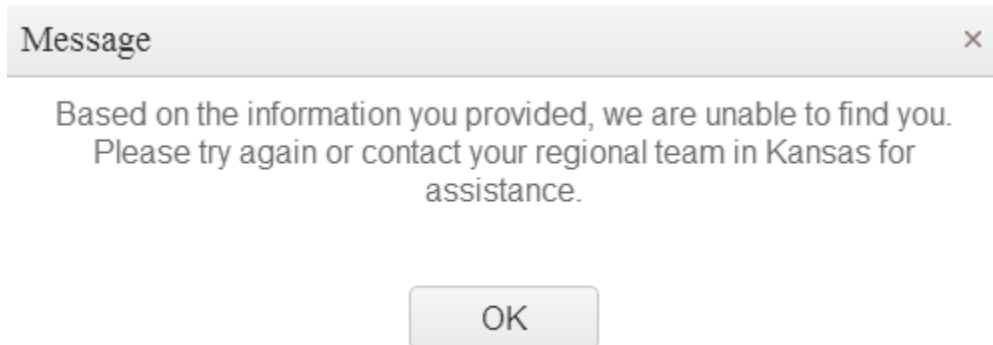 Message
×
Based on the information you provided, we are unable to find you.
Please try again or contact your regional team in Kansas for
assistance.
OK